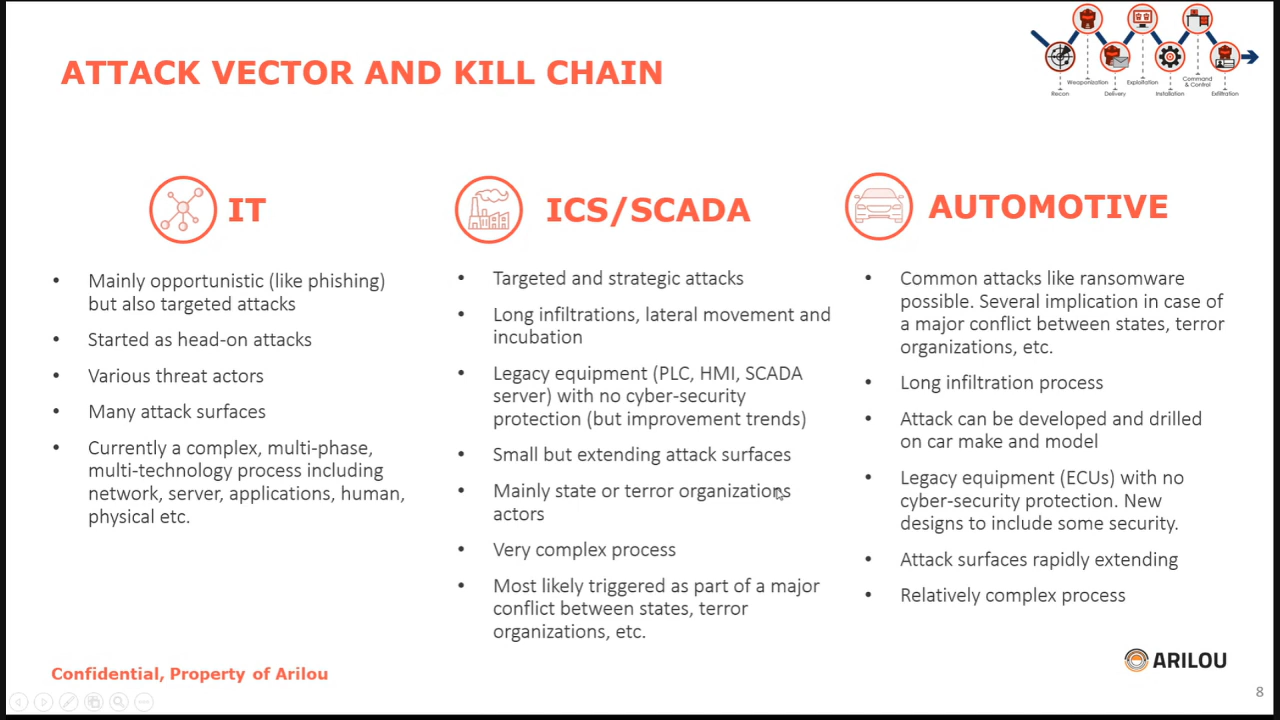 ATTACK VECTOR AND KILL CHAIN
Recon
Weaponization
Delivery
Exploitation
Installation
Command
& Control
Exfiltration
IT
• Mainly opportunistic (like phishing)
but also targeted attacks
• Started as head-on attacks
• Various threat actors
• Many attack surfaces
• Currently a complex, multi-phase,
multi-technology process including
network, server, applications, human,
physical etc.
ICS/SCADA
• Targeted and strategic attacks
• Long infiltrations, lateral movement and
incubation
• Legacy equipment (PLC, HMI, SCADA
server) with no cyber-security
protection (but improvement trends)
• Small but extending attack surfaces
• Mainly state or terror organizations
actors
• Very complex process
• Most likely triggered as part of a major
conflict between states, terror
organizations, etc.
AUTOMOTIVE
• Common attacks like ransomware
possible. Several implication in case of
a major conflict between states, terror
organizations, etc.
• Long infiltration process
• Attack can be developed and drilled
on car make and model
• Legacy equipment (ECUs) with no
cyber-security protection. New
designs to include some security.
• Attack surfaces rapidly extending
• Relatively complex process
Confidential, Property of Arilou
ARILOU
8